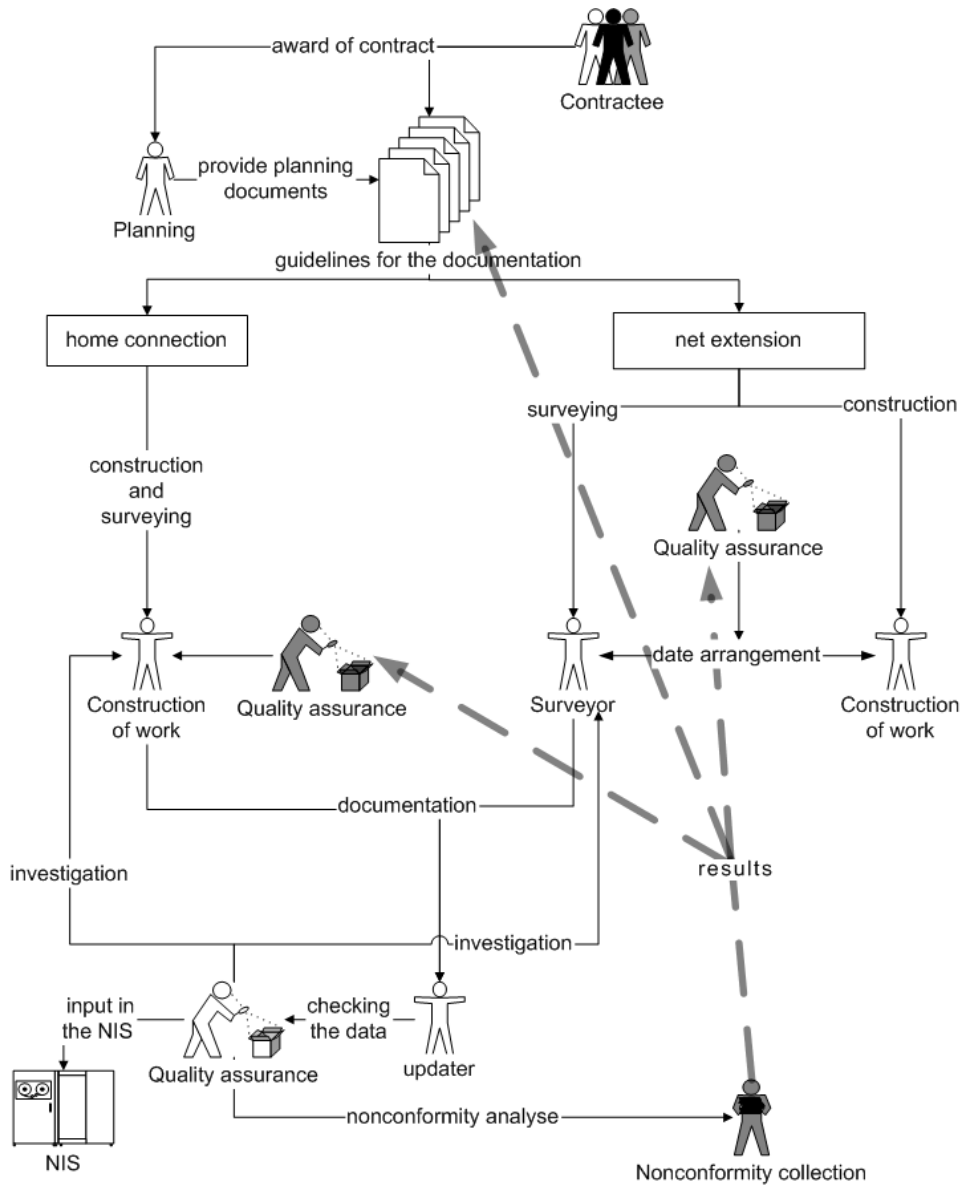 award of contract
Contractee
provide planning
documents
Planning
guidelines for the documentation
home connection
net extension
surveying
construction
construction
and
surveying
Quality assurance
date arrangement
Construction
of work
Quality assurance
Surveyor
Construction
of work
documentation
results
investigation
investigation
input in
the NIS
checking
the data
Quality assurance
updater
nonconformity analyse
NIS
Nonconformity collection